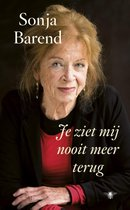 Sonja
Barend
Je ziet mij
nooit meer
terug